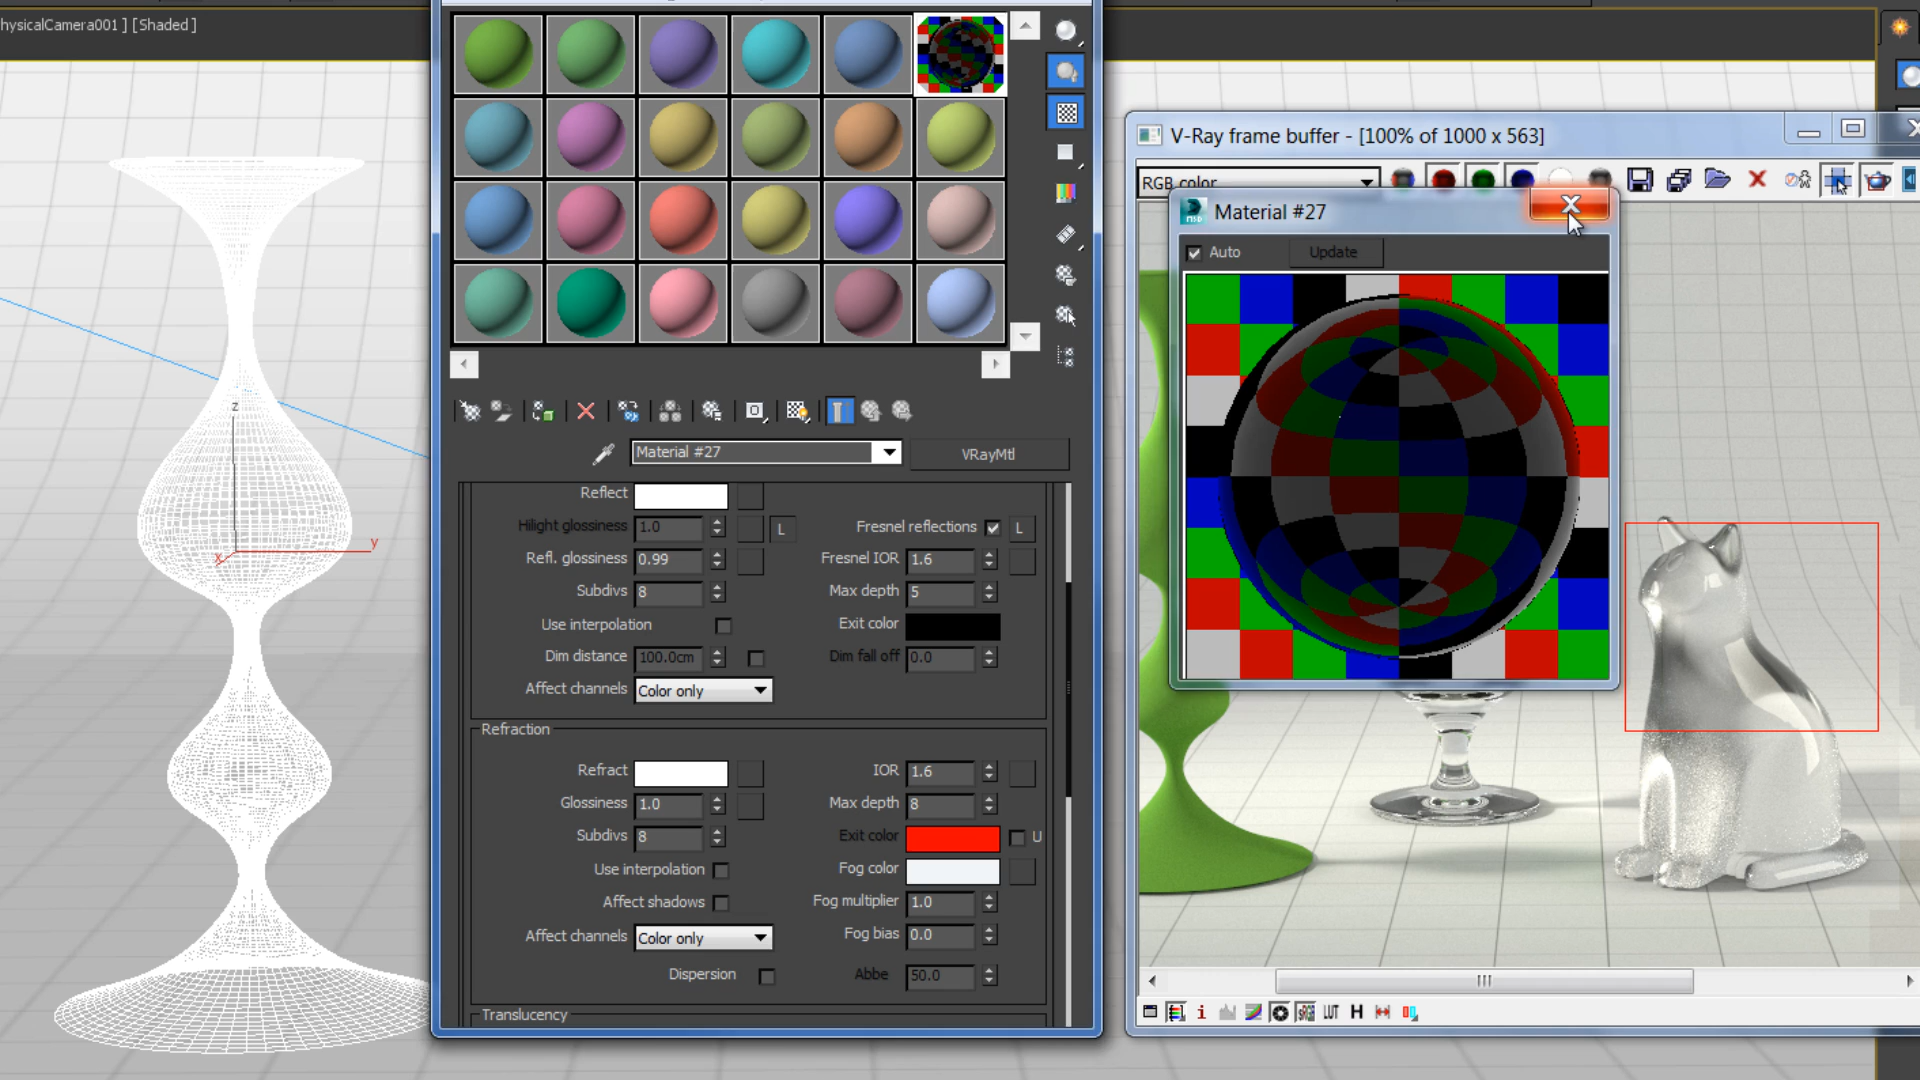 hysicalCamera001 ] [Shaded ]
V-Ray frame buffer - [100% of 1000 x 563]
RGB color
Material #27
Auto
Update
Material #27
VRayMtl
Reflect
Hilight glossiness 1.0 L
Fresnel reflections L
Refl. glossiness 0.99
Fresnel IOR 1.6
Subdivs 8
Max depth 5
Use interpolation
Exit color
Dim distance 100.0cm
Dim fall off 0.0
Affect channels Color only
Refraction
Refract
IOR 1.6
Glossiness 1.0
Max depth 8
Subdivs 8
Exit color U
Use interpolation
Fog color
Affect shadows
Fog multiplier 1.0
Affect channels Color only
Fog bias 0.0
Dispersion
Abbe 50.0
Translucency
z
y
x
i
LUT
H